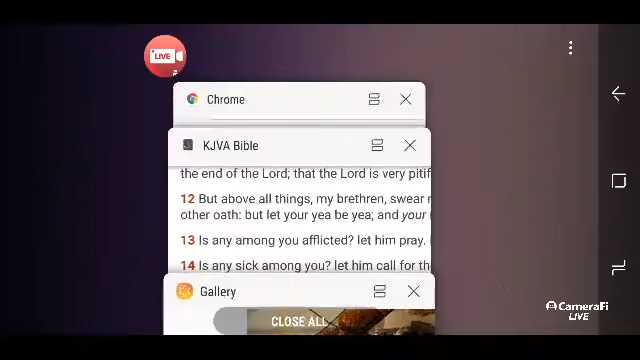 LIVE
Chrome
KJVA Bible
the end of the Lord; that the Lord is very pitif
12 But above all things, my brethren, swear
other oath: but let your yea be yea; and your
13 Is any among you afflicted? let him pray.
14 Is any sick among you? let him call for the
Gallery
CLOSE ALL
CameraFi
LIVE